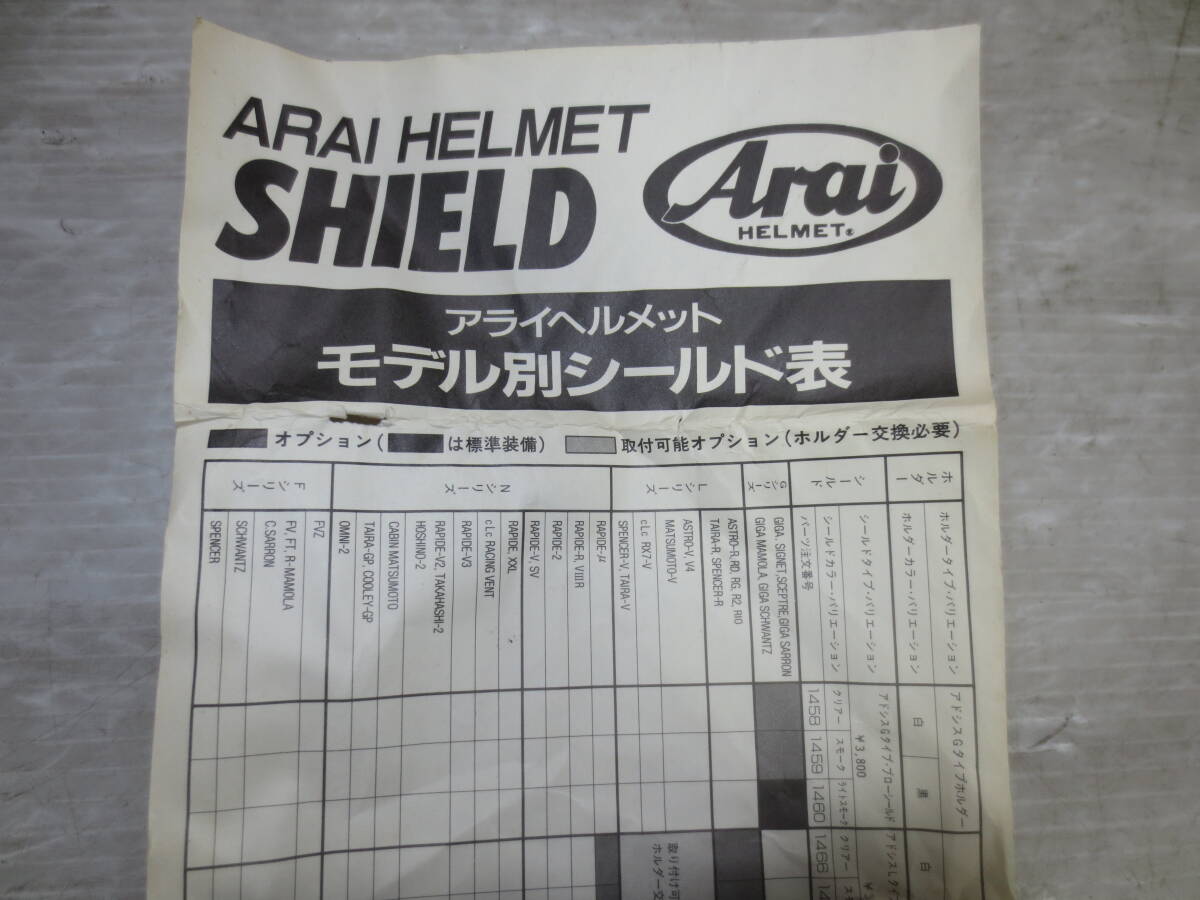 ARAI HELMET
SHIELD
Arai
HELMET®
アライヘルメット
モデル別シールド表
オプション( は標準装備) 取付可能オプション(ホルダー交換必要)
ホルダー
ホルダータイプ・バリエーション
アドシスGタイプホルダー
ホルダーカラー・バリエーション
白
黒
白
シールド
シールドタイプ・バリエーション
アドシスGタイプ・ブローシールド
¥3,800
アドシスLタイ
シールドカラー・バリエーション
クリアー
スモーク
ライトスモーク
クリアー
パーツ注文番号
1458
1459
1460
1466
Gシリーズ
GIGA, SIGNET,SCEPTRE,GIGA SARRON
GIGA MAMOLA, GIGA SCHWANTZ
Lシリーズ
ASTRO-R, RD, RG, R2, RIO
TAIRA-R, SPENCER-R
ASTRO-V, V4
MATSUMOTO-V
cLc RX7-V
SPENCER-V, TAIRA-V
取り付け可
ホルダー交
Nシリーズ
RAPIDE-μ
RAPIDE-R, VIIIR
RAPIDE-2
RAPIDE-V, SV
RAPIDE, XXL
cLc RACING VENT
RAPIDE-V3
RAPIDE-V2, TAKAHASHI-2
HOSHINO-2
CABIN MATSUMOTO
TAIRA-GP, COOLEY-GP
OMNI-2
Fシリーズ
FVZ
FV, FT, R-MAMOLA
C.SARRON
SCHWANTZ
SPENCER